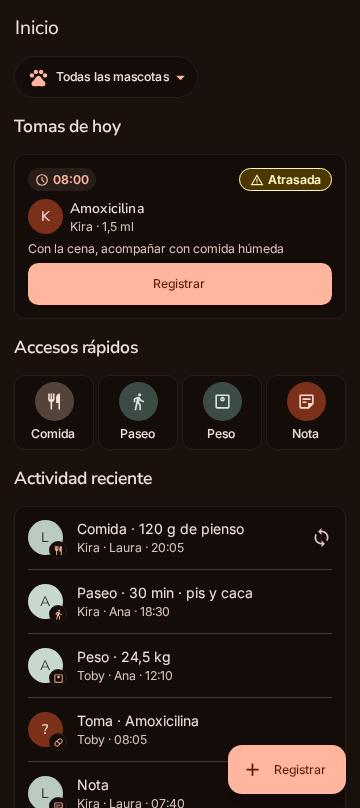 Inicio
Todas las mascotas
Tomas de hoy
08:00
Atrasada
K
Amoxicilina
Kira · 1,5 ml
Con la cena, acompañar con comida húmeda
Registrar
Accesos rápidos
Comida
Paseo
Peso
Nota
Actividad reciente
L
Comida · 120 g de pienso
Kira · Laura · 20:05
A
Paseo · 30 min · pis y caca
Kira · Ana · 18:30
A
Peso · 24,5 kg
Toby · Ana · 12:10
?
Toma · Amoxicilina
Toby · 08:05
+ Registrar
L
Nota
Kira · Laura · 07:40